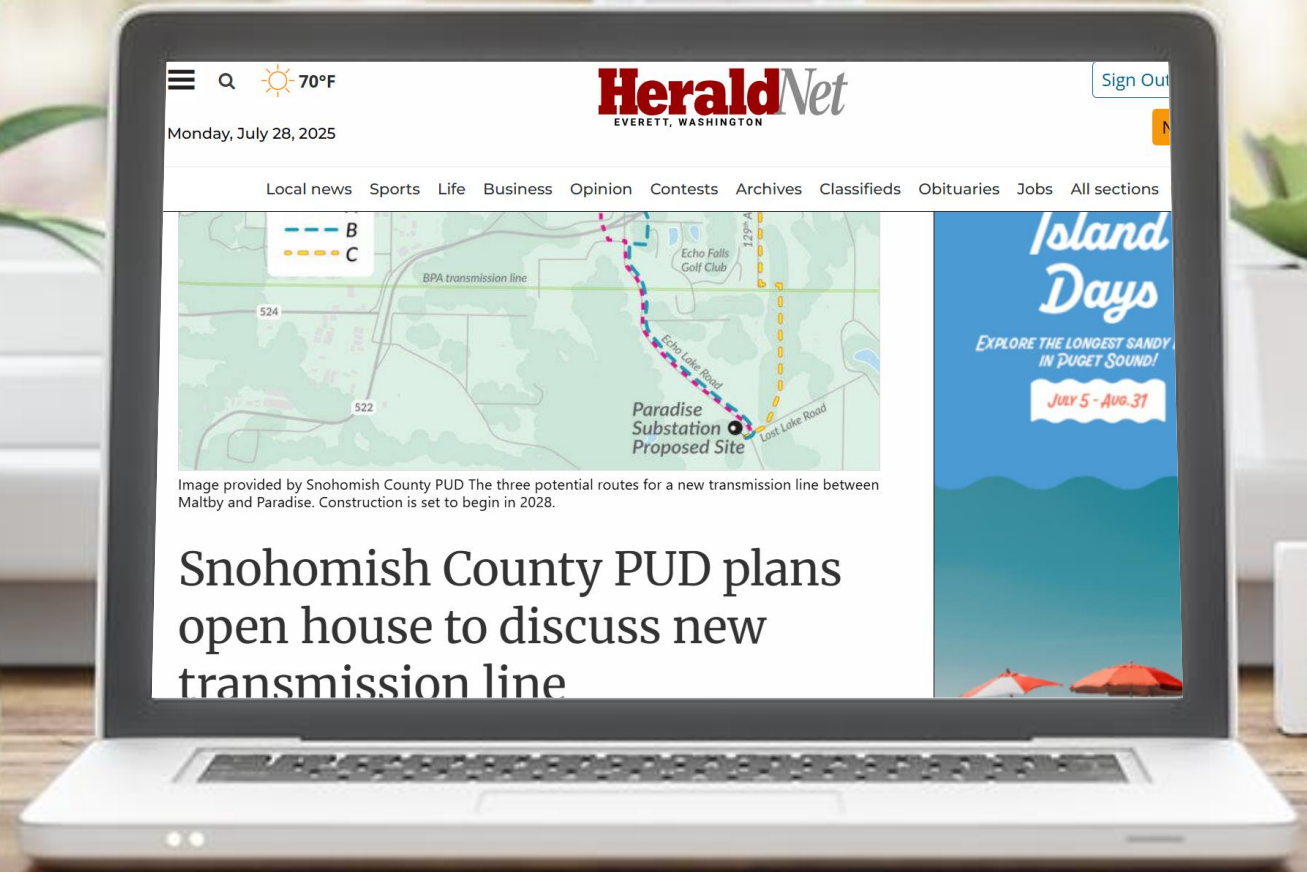 70°F
HeraldNet
EVERETT, WASHINGTON
Sign Out
Monday, July 28, 2025
N
Local news Sports Life Business Opinion Contests Archives Classifieds Obituaries Jobs All sections
B
C
129th A
Echo Falls
Golf Club
BPA transmission line
524
Echo Lake Road
522
Paradise
Substation
Proposed Site
Lost Lake Road
Image provided by Snohomish County PUD The three potential routes for a new transmission line between
Maltby and Paradise. Construction is set to begin in 2028.
Snohomish County PUD plans
open house to discuss new
transmission line
Island
Days
EXPLORE THE LONGEST SANDY
IN PUGET SOUND!
JULY 5 - AUG.31